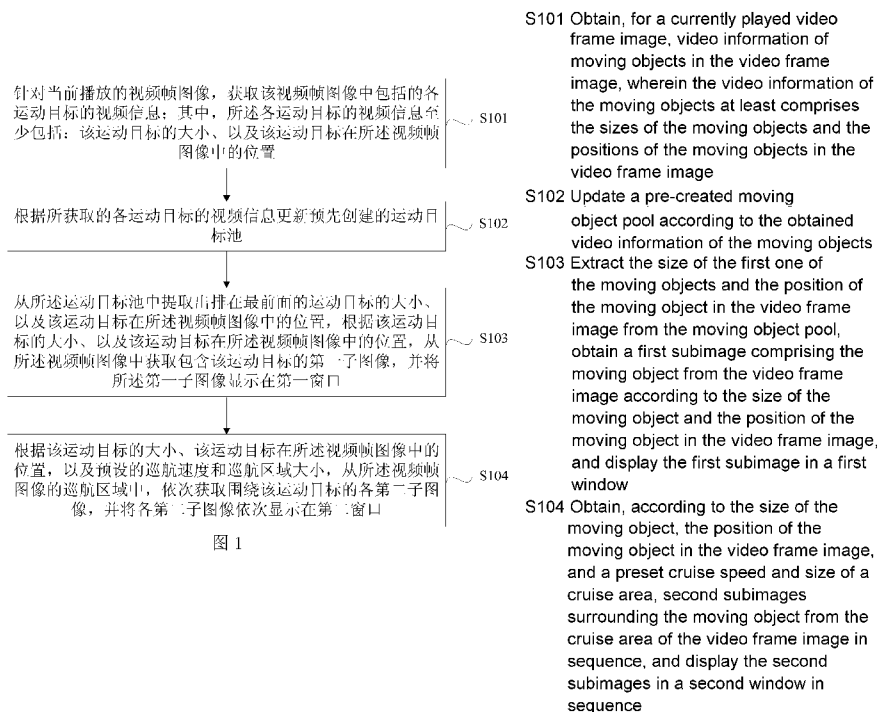 针对当前播放的视频帧图像，获取该视频帧图像中包括的各
运动目标的视频信息；其中，所述各运动目标的视频信息至
少包括：该运动目标的大小、以及该运动目标在所述视频帧
图像中的位置
S101
根据所获取的各运动目标的视频信息更新预先创建的运动目
标池
S102
从所述运动目标池中提取出排在最前面的运动目标的大小、
以及该运动目标在所述视频帧图像中的位置，根据该运动目
标的大小、以及该运动目标在所述视频帧图像中的位置，从
所述视频帧图像中获取包含该运动目标的第一子图像，并将
所述第一子图像显示在第一窗口
S103
根据该运动目标的大小、该运动目标在所述视频帧图像中的
位置，以及预设的巡航速度和巡航区域大小，从所述视频帧
图像的巡航区域中，依次获取围绕该运动目标的各第二子图
像，并将各第二子图像依次显示在第二窗口
S104
图 1
S101 Obtain, for a currently played video
frame image, video information of
moving objects in the video frame
image, wherein the video information of
the moving objects at least comprises
the sizes of the moving objects and the
positions of the moving objects in the
video frame image
S102 Update a pre-created moving
object pool according to the obtained
video information of the moving objects
S103 Extract the size of the first one of
the moving objects and the position of
the moving object in the video frame
image from the moving object pool,
obtain a first subimage comprising the
moving object from the video frame
image according to the size of the
moving object and the position of the
moving object in the video frame image,
and display the first subimage in a first
window
S104 Obtain, according to the size of the
moving object, the position of the
moving object in the video frame image,
and a preset cruise speed and size of a
cruise area, second subimages
surrounding the moving object from the
cruise area of the video frame image in
sequence, and display the second
subimages in a second window in
sequence